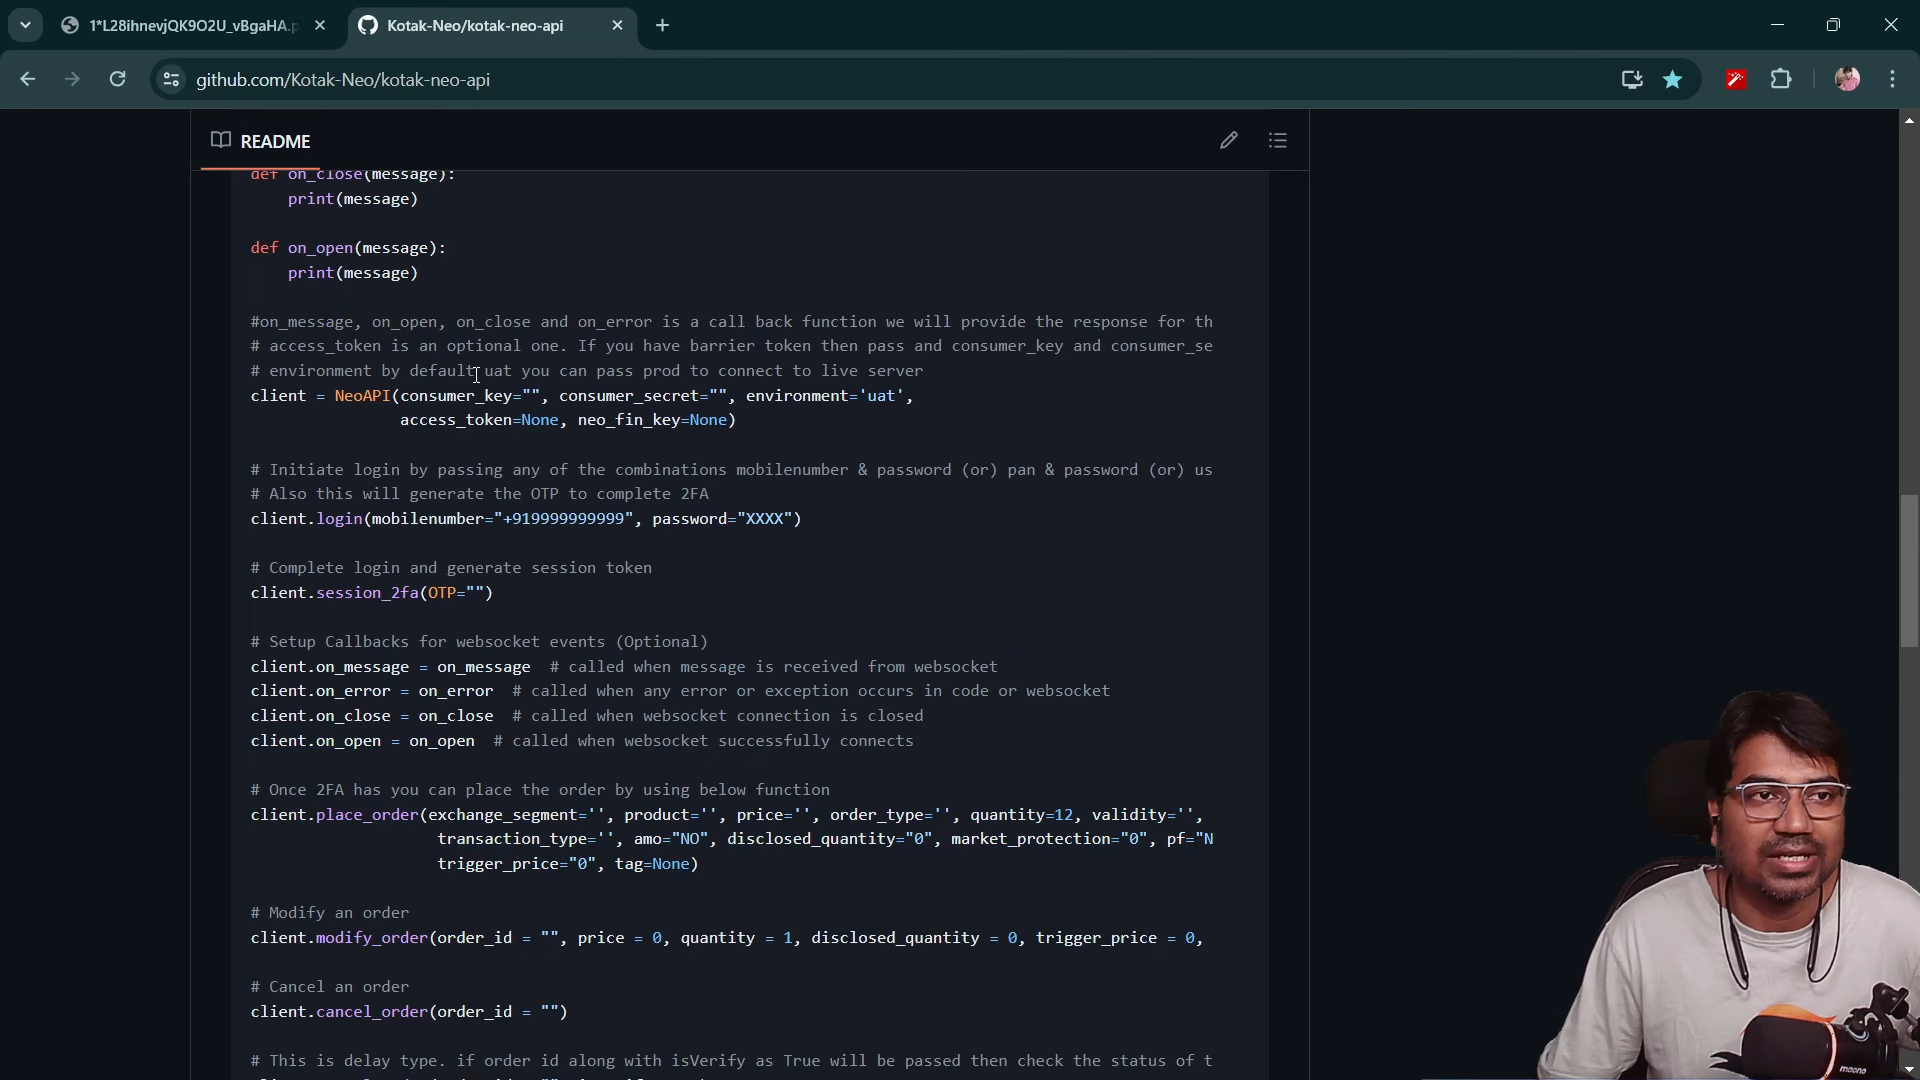 1*L28ihnevjQK9O2U_vBgaHA.p
Kotak-Neo/kotak-neo-api
github.com/Kotak-Neo/kotak-neo-api
README
def on_close(message):
print(message)
def on_open(message):
print(message)
#on_message, on_open, on_close and on_error is a call back function we will provide the response for th
# access_token is an optional one. If you have barrier token then pass and consumer_key and consumer_se
# environment by default uat you can pass prod to connect to live server
client = NeoAPI(consumer_key="", consumer_secret="", environment='uat',
access_token=None, neo_fin_key=None)
# Initiate login by passing any of the combinations mobilenumber & password (or) pan & password (or) us
# Also this will generate the OTP to complete 2FA
client.login(mobilenumber="+919999999999", password="XXXX")
# Complete login and generate session token
client.session_2fa(OTP="")
# Setup Callbacks for websocket events (Optional)
client.on_message = on_message  # called when message is received from websocket
client.on_error = on_error  # called when any error or exception occurs in code or websocket
client.on_close = on_close  # called when websocket connection is closed
client.on_open = on_open  # called when websocket successfully connects
# Once 2FA has you can place the order by using below function
client.place_order(exchange_segment='', product='', price='', order_type='', quantity=12, validity='',
transaction_type='', amo="NO", disclosed_quantity="0", market_protection="0", pf="N
trigger_price="0", tag=None)
# Modify an order
client.modify_order(order_id = "", price = 0, quantity = 1, disclosed_quantity = 0, trigger_price = 0,
# Cancel an order
client.cancel_order(order_id = "")
# This is delay type. if order id along with isVerify as True will be passed then check the status of t
maono